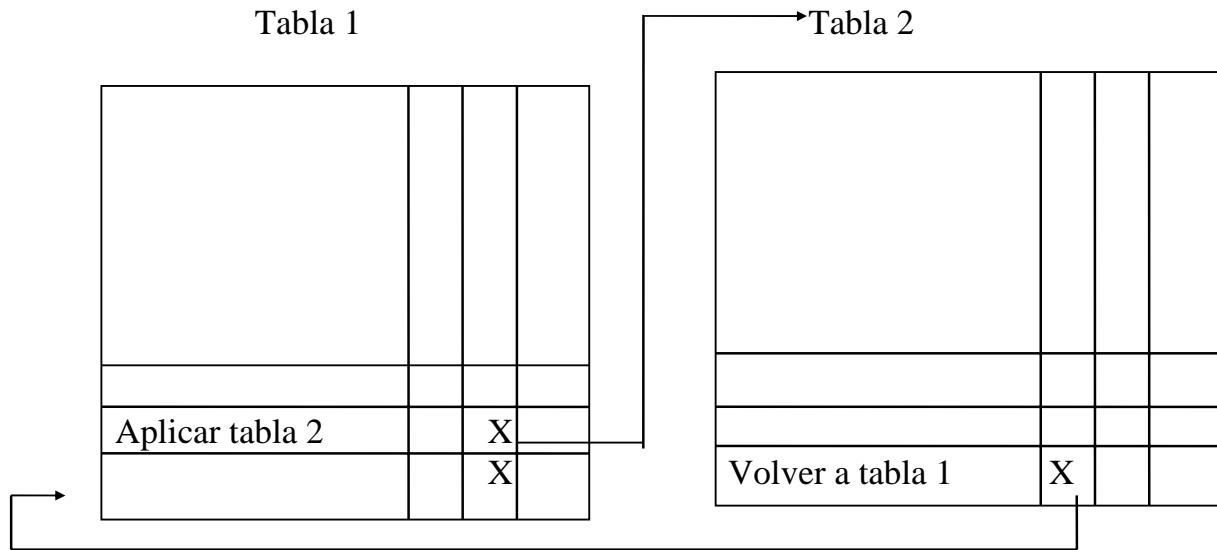 Tabla 1
Tabla 2
Aplicar tabla 2 X
X
Volver a tabla 1 X